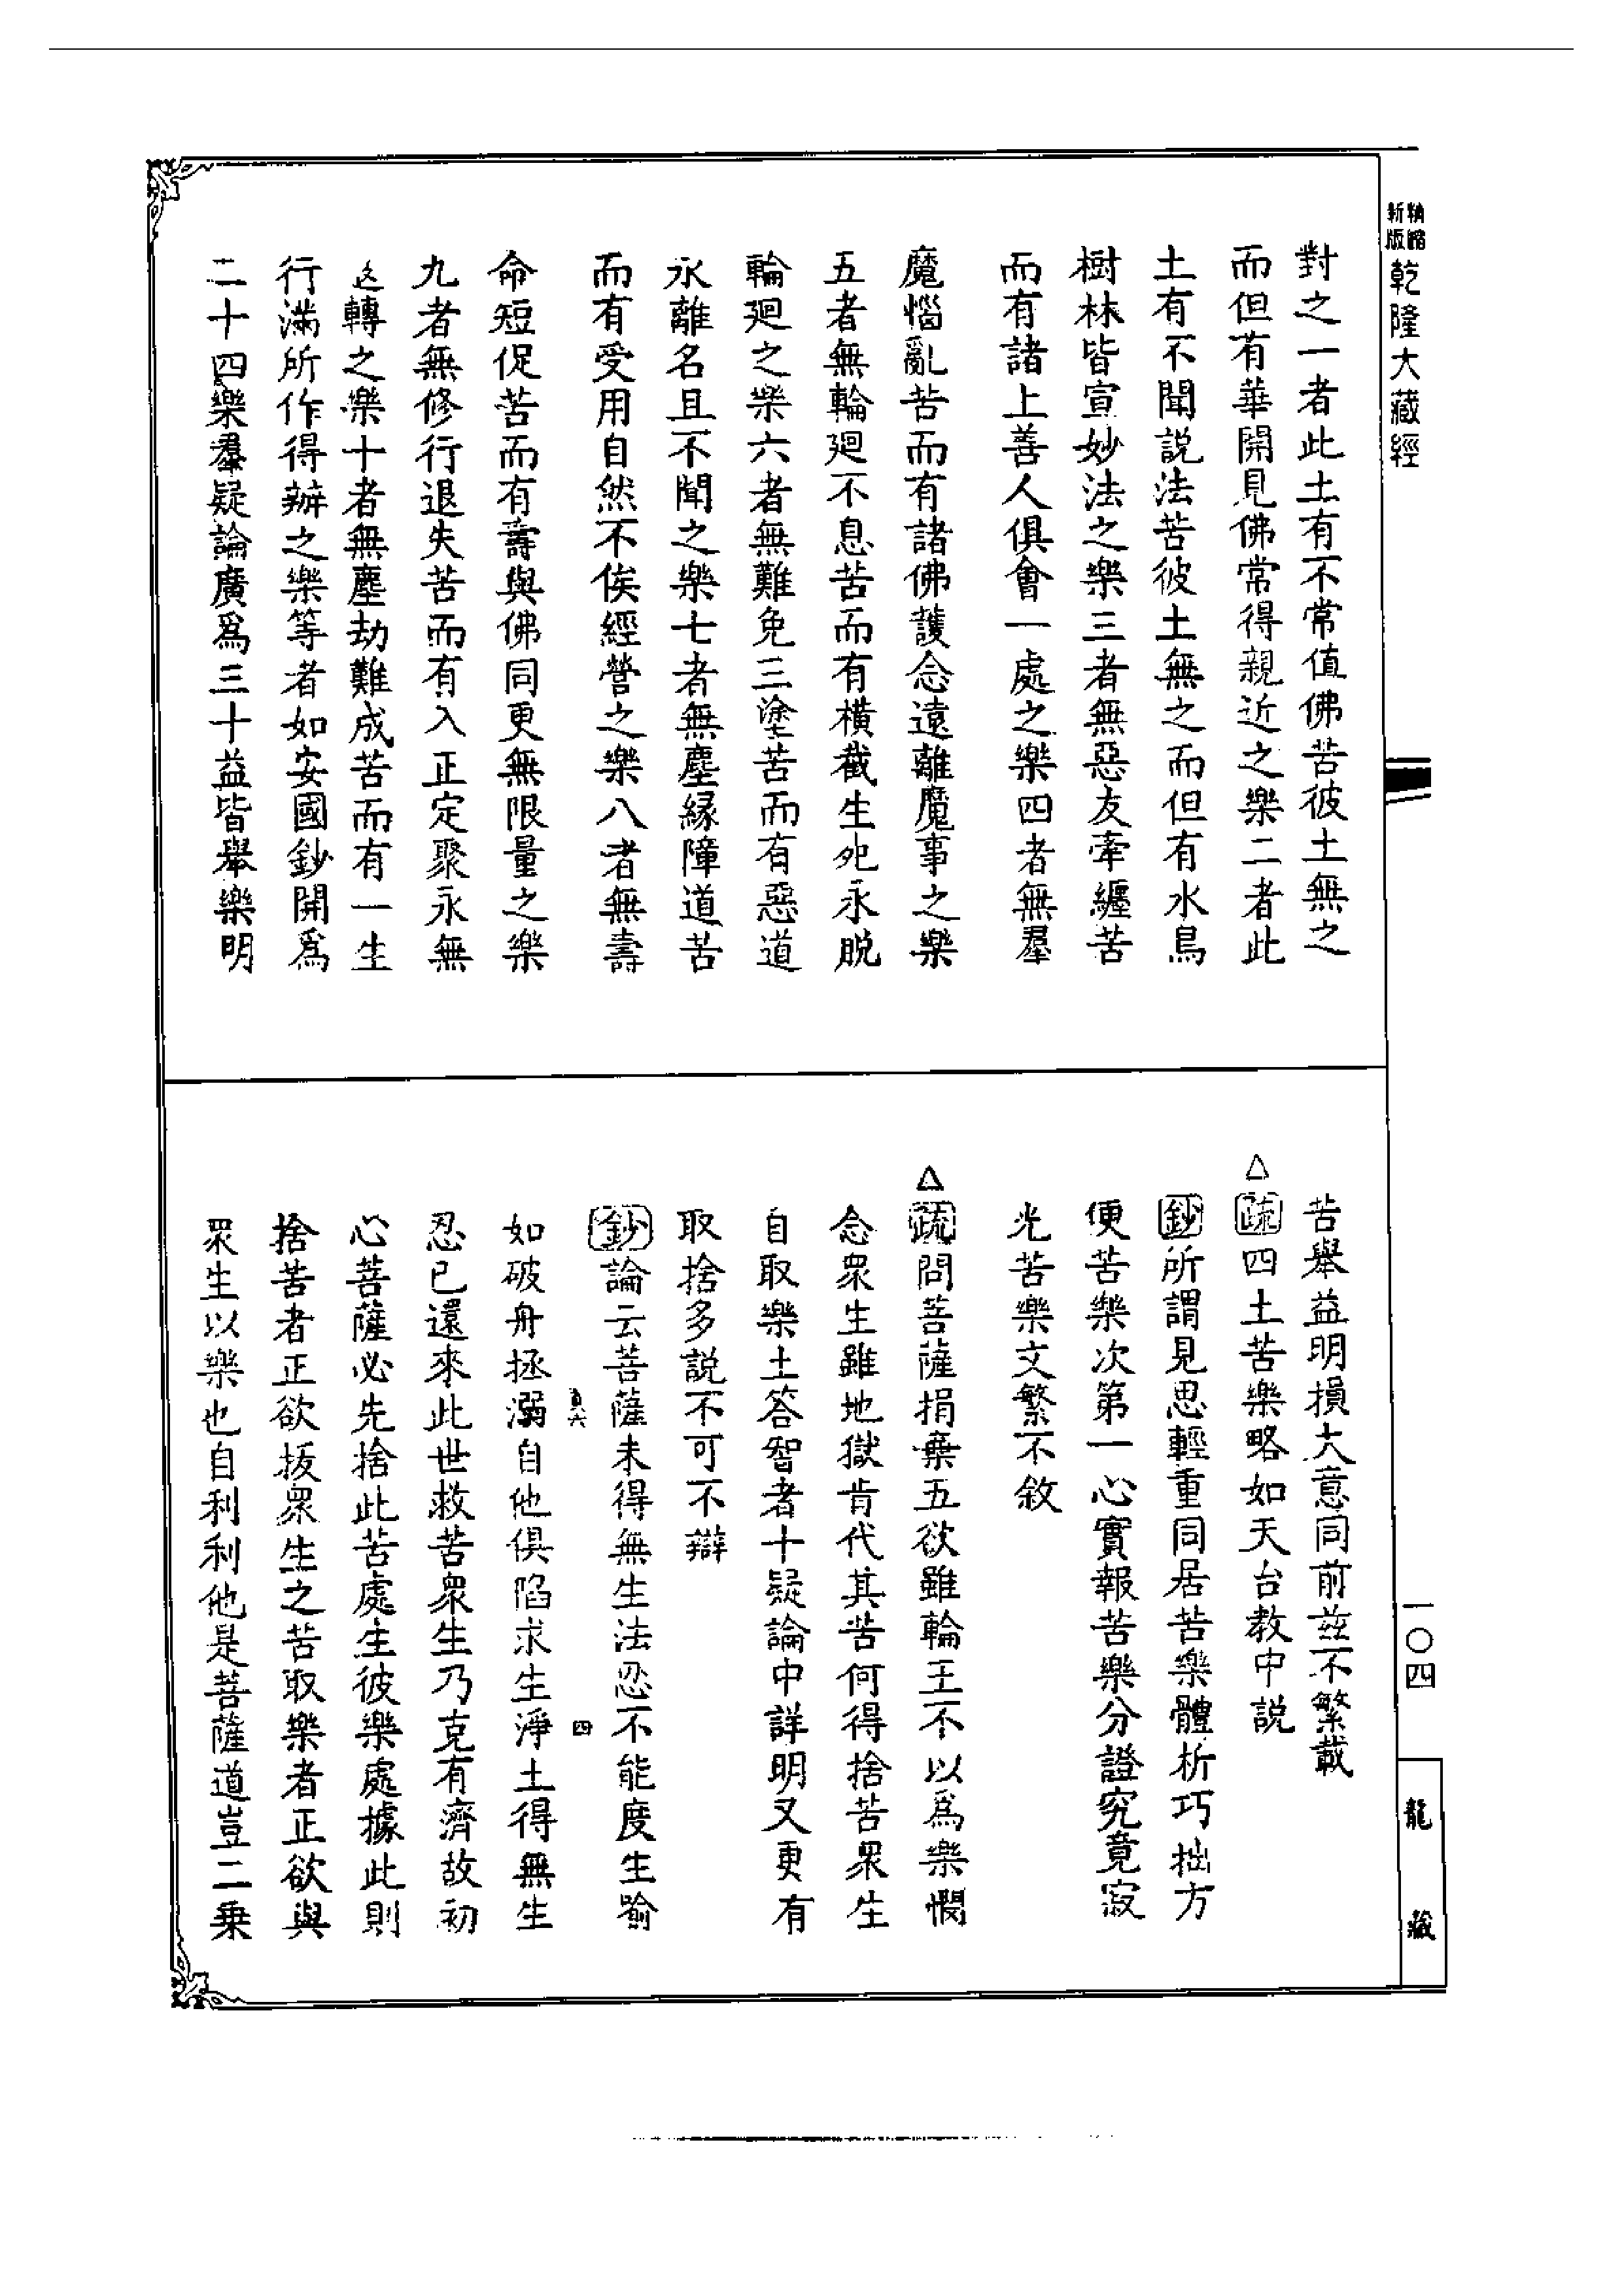 精縮
新版
乾隆大藏經
對之一者此土有不常值佛苦彼土無之
而但有華開見佛常得親近之樂二者此
土有不聞說法苦彼土無之而但有水鳥
樹林皆宣妙法之樂三者無惡友牽纏苦
而有諸上善人俱會一處之樂四者無羣
魔惱亂苦而有諸佛護念遠離魔事之樂
五者無輪廻不息苦而有橫截生死永脫
輪廻之樂六者無難免三塗苦而有惡道
永離名且不聞之樂七者無塵緣障道苦
而有受用自然不俟經營之樂八者無壽
命短促苦而有壽與佛同更無限量之樂
九者無修行退失苦而有入正定聚永無
轉之樂十者無塵劫難成苦而有一生
行滿所作得辦之樂等者如安國鈔開爲
二十四樂羣疑論廣爲三十益皆舉樂明
苦舉益明損大意同前茲不繁載
△疏四土苦樂略如天台教中說
鈔所謂見思輕重同居苦樂體析巧拙方
便苦樂次第一心實報苦樂分證究竟寂
光苦樂文繁不敘
△疏問菩薩捐棄五欲雖輪王不以爲樂憫
念眾生雖地獄肯代其苦何得捨苦眾生
自取樂土答智者十疑論中詳明又更有
取捨多說不可不辯
鈔論云菩薩未得無生法忍不能度生喻
四
如破舟拯溺自他俱陷求生淨土得無生
忍已還來此世救苦眾生乃克有濟故初
心菩薩必先捨此苦處生彼樂處據此則
捨苦者正欲拔眾生之苦取樂者正欲與
眾生以樂也自利利他是菩薩道豈二乗
一〇四
龍藏